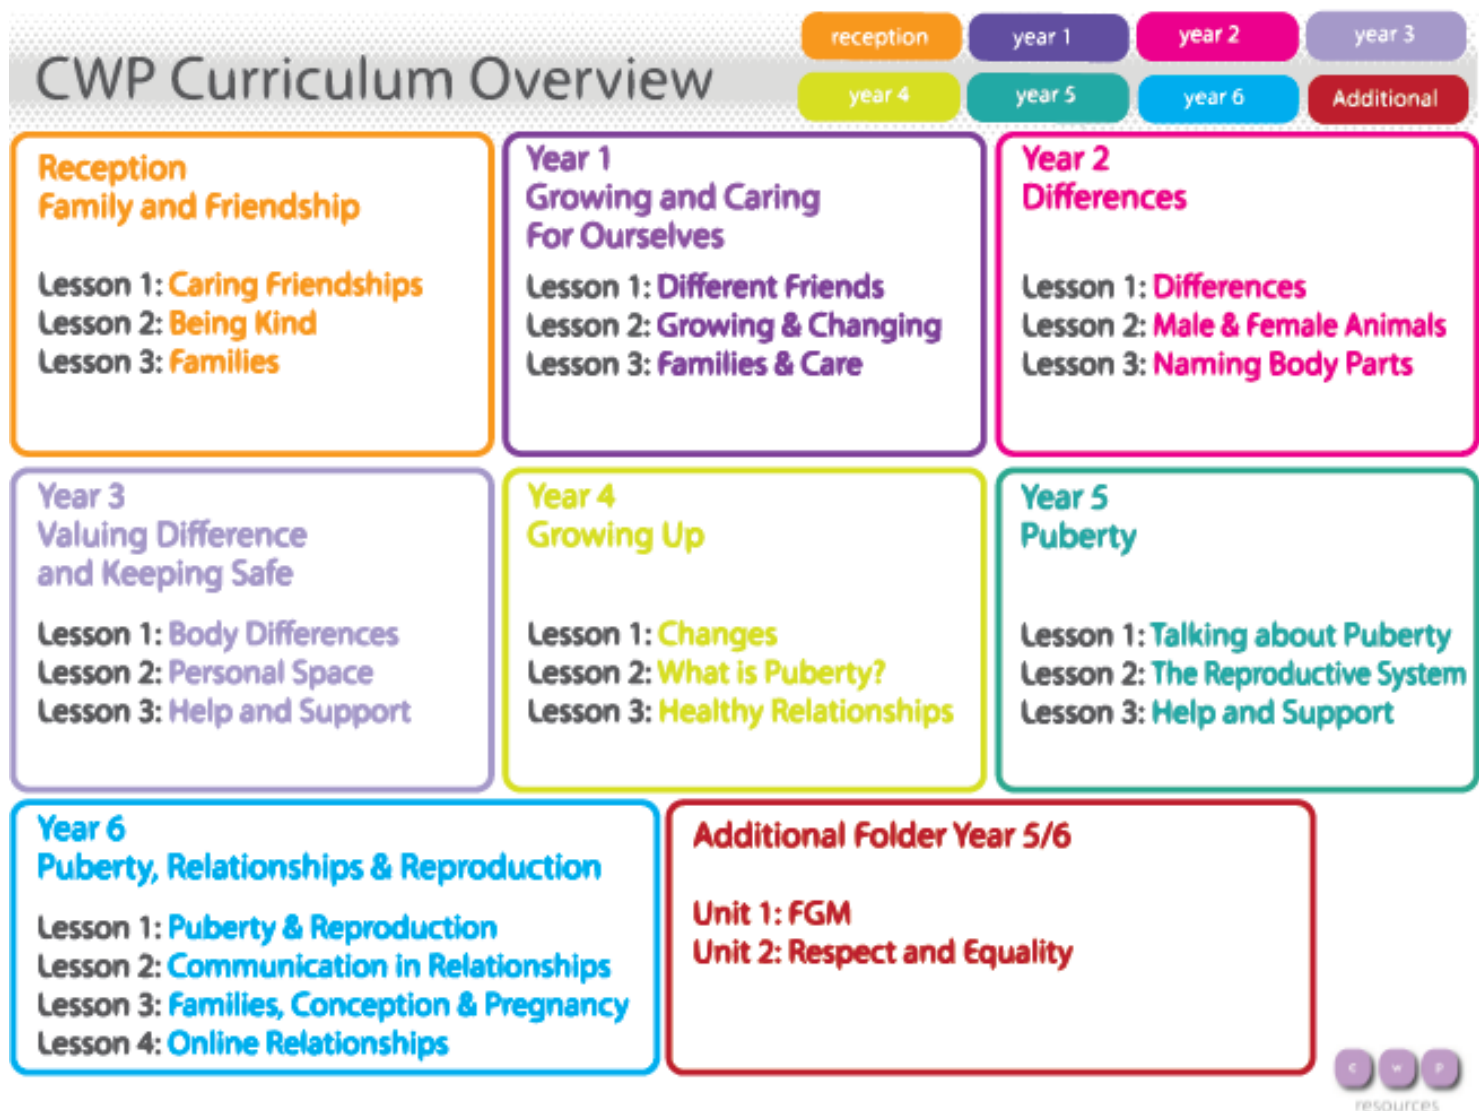 CWP Curriculum Overview
reception
year 1
year 2
year 3
year 4
year 5
year 6
Additional
Reception
Family and Friendship
Lesson 1: Caring Friendships
Lesson 2: Being Kind
Lesson 3: Families
Year 1
Growing and Caring
For Ourselves
Lesson 1: Different Friends
Lesson 2: Growing & Changing
Lesson 3: Families & Care
Year 2
Differences
Lesson 1: Differences
Lesson 2: Male & Female Animals
Lesson 3: Naming Body Parts
Year 3
Valuing Difference
and Keeping Safe
Lesson 1: Body Differences
Lesson 2: Personal Space
Lesson 3: Help and Support
Year 4
Growing Up
Lesson 1: Changes
Lesson 2: What is Puberty?
Lesson 3: Healthy Relationships
Year 5
Puberty
Lesson 1: Talking about Puberty
Lesson 2: The Reproductive System
Lesson 3: Help and Support
Year 6
Puberty, Relationships & Reproduction
Lesson 1: Puberty & Reproduction
Lesson 2: Communication in Relationships
Lesson 3: Families, Conception & Pregnancy
Lesson 4: Online Relationships
Additional Folder Year 5/6
Unit 1: FGM
Unit 2: Respect and Equality
c w p
resources